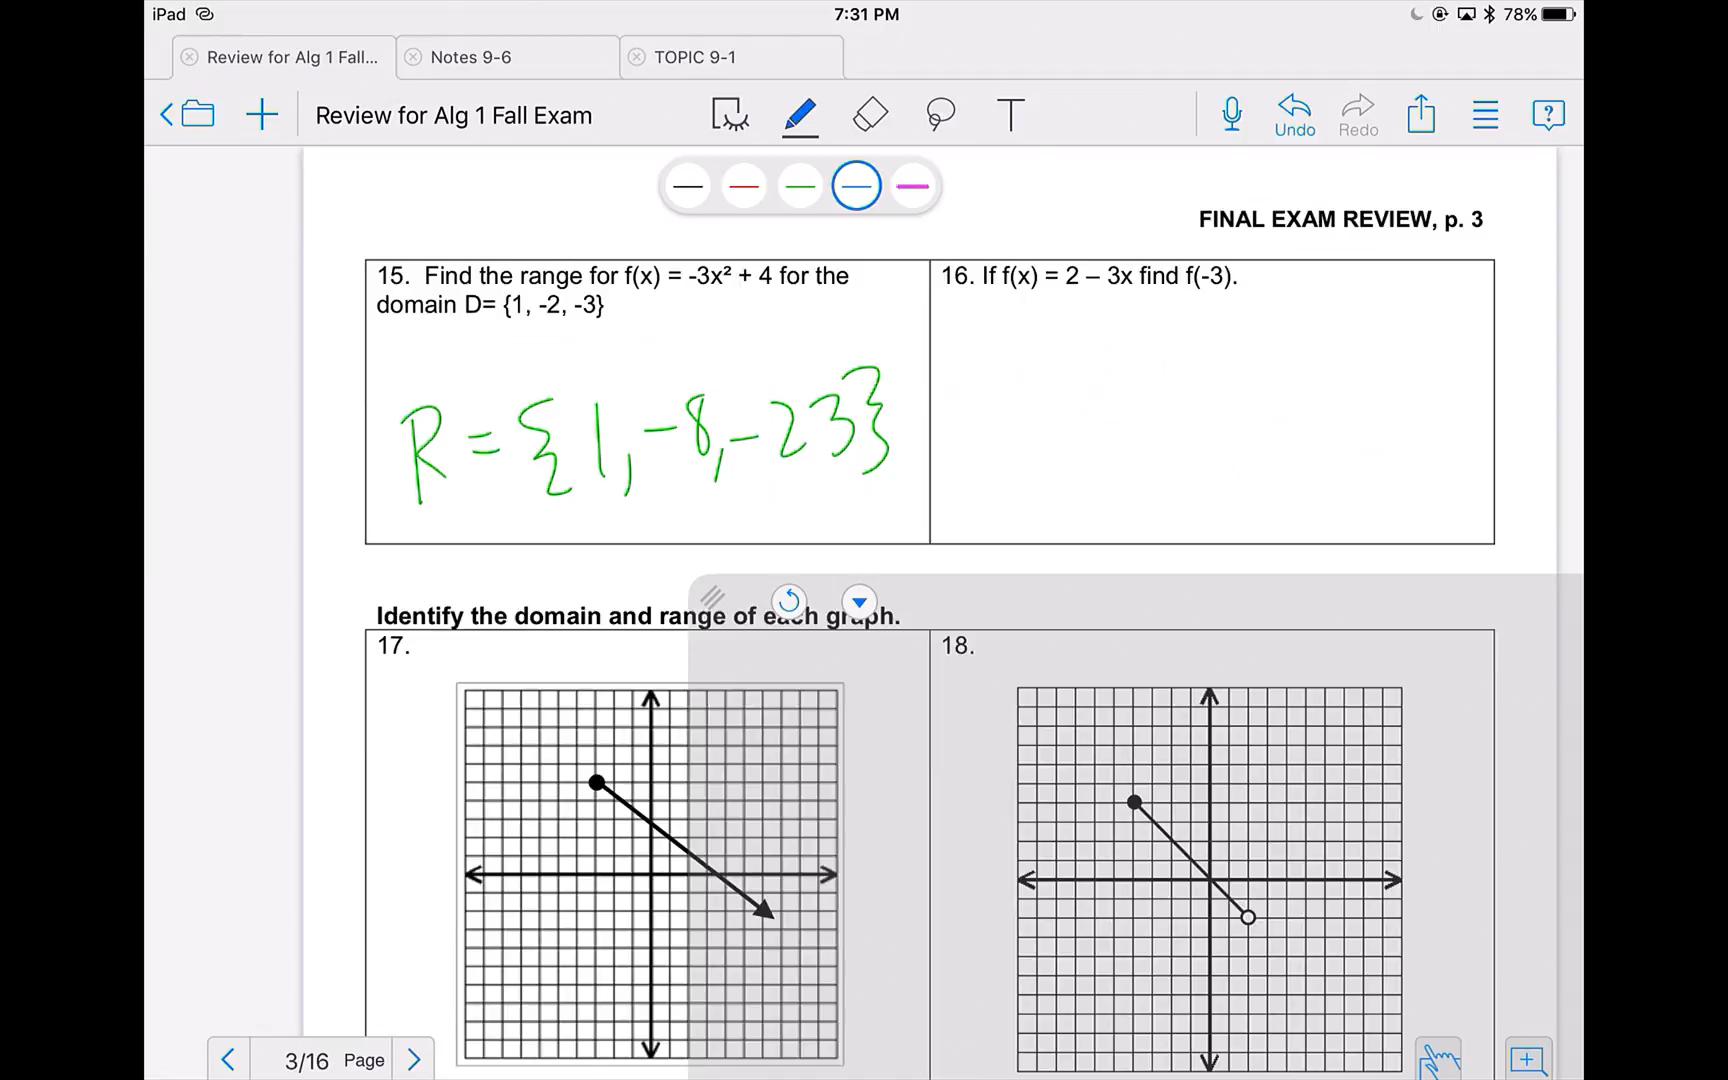 iPad
7:31 PM
78%
Review for Alg 1 Fall...
Notes 9-6
TOPIC 9-1
Review for Alg 1 Fall Exam
T
Undo
Redo
?
FINAL EXAM REVIEW, p. 3
15. Find the range for f(x) = -3x² + 4 for the
domain D= {1, -2, -3}
R = {1, -8, -23}
16. If f(x) = 2 – 3x find f(-3).
Identify the domain and range of each graph.
17.
18.
3/16 Page